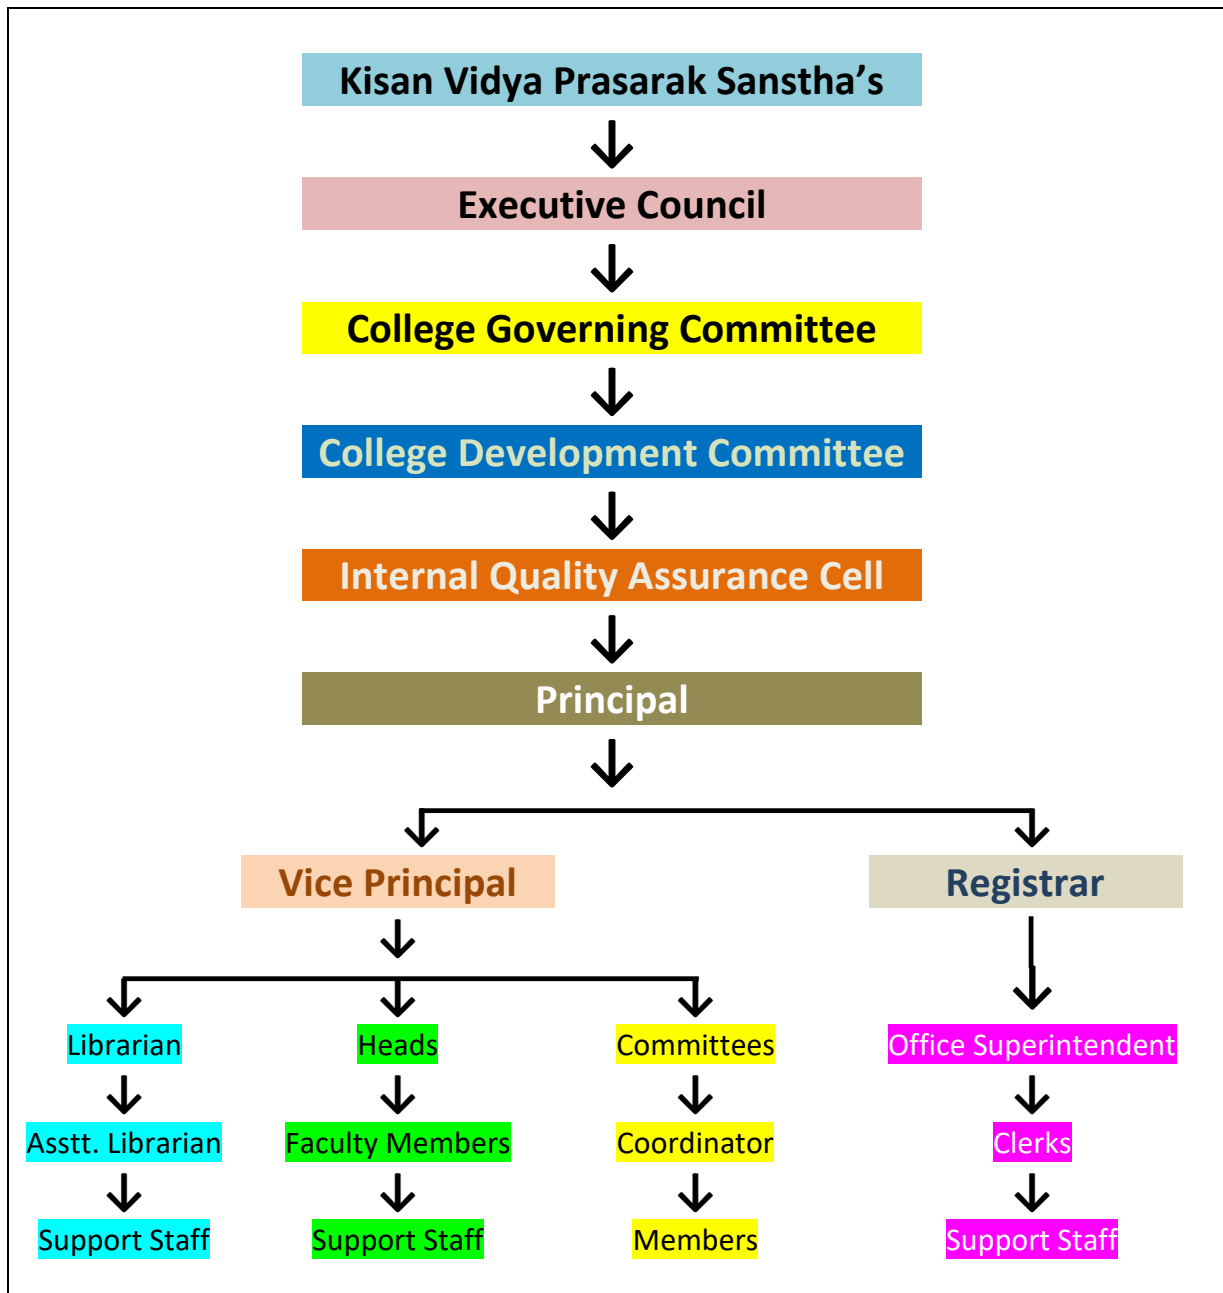 Kisan Vidya Prasarak Sanstha’s
Executive Council
College Governing Committee
College Development Committee
Internal Quality Assurance Cell
Principal
Vice Principal
Registrar
Librarian
Heads
Committees
Office Superintendent
Asstt. Librarian
Faculty Members
Coordinator
Clerks
Support Staff
Support Staff
Members
Support Staff